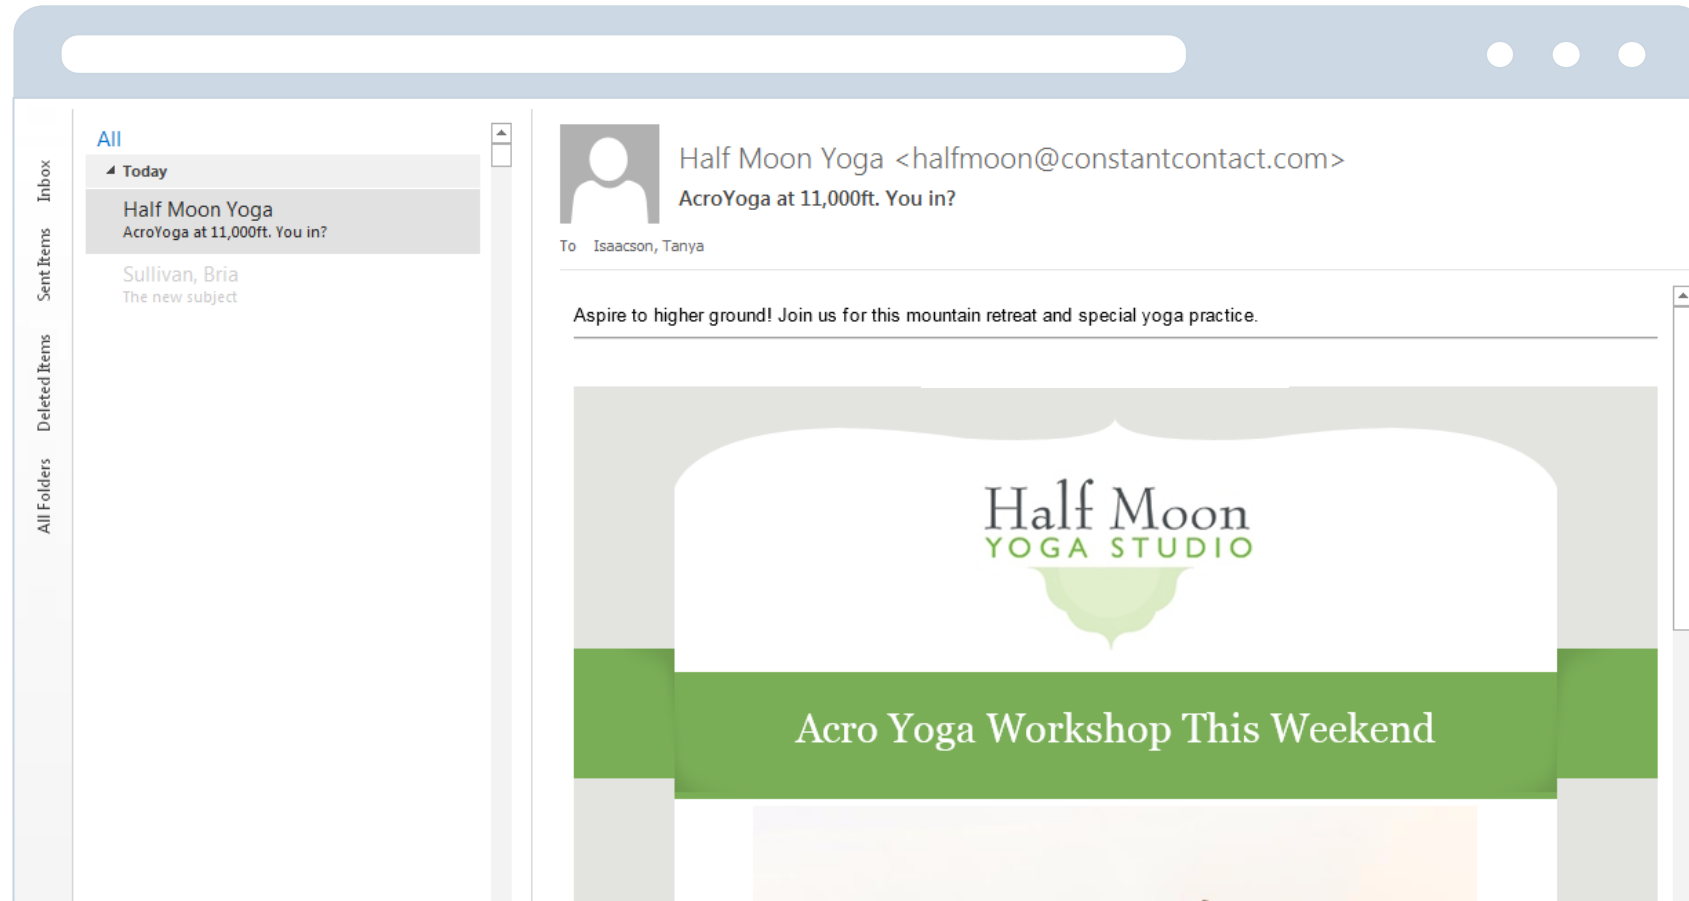 Inbox
Sent Items
Deleted Items
All Folders
All
Today
Half Moon Yoga
AcroYoga at 11,000ft. You in?
Sullivan, Bria
The new subject
Half Moon Yoga <halfmoon@constantcontact.com>
AcroYoga at 11,000ft. You in?
To Isaacson, Tanya
Aspire to higher ground! Join us for this mountain retreat and special yoga practice.
Half Moon
YOGA STUDIO
Acro Yoga Workshop This Weekend